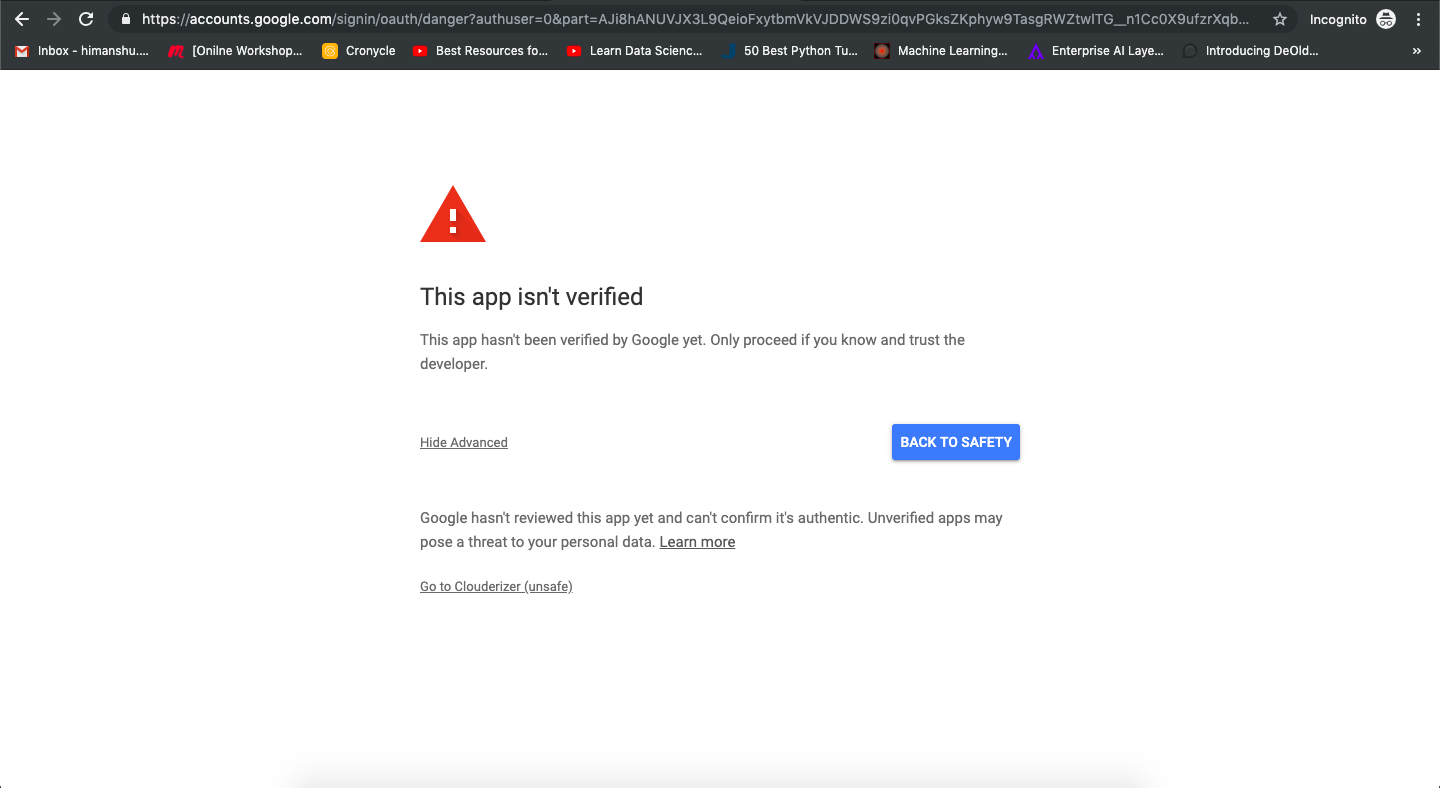 https://accounts.google.com/signin/oauth/danger?authuser=0&part=AJi8hANUVJX3L9QeioFxytbmVkVJDDWS9zi0qvPGksZKphyw9TasgRWZtwlTG__n1Cc0X9ufzrXqb...
Incognito
Inbox - himanshu....
[Onilne Workshop...
Cronycle
Best Resources fo...
Learn Data Scienc...
50 Best Python Tu...
Machine Learning...
Enterprise AI Laye...
Introducing DeOld...
»
This app isn't verified
This app hasn't been verified by Google yet. Only proceed if you know and trust the
developer.
Hide Advanced
BACK TO SAFETY
Google hasn't reviewed this app yet and can't confirm it's authentic. Unverified apps may
pose a threat to your personal data. Learn more
Go to Clouderizer (unsafe)